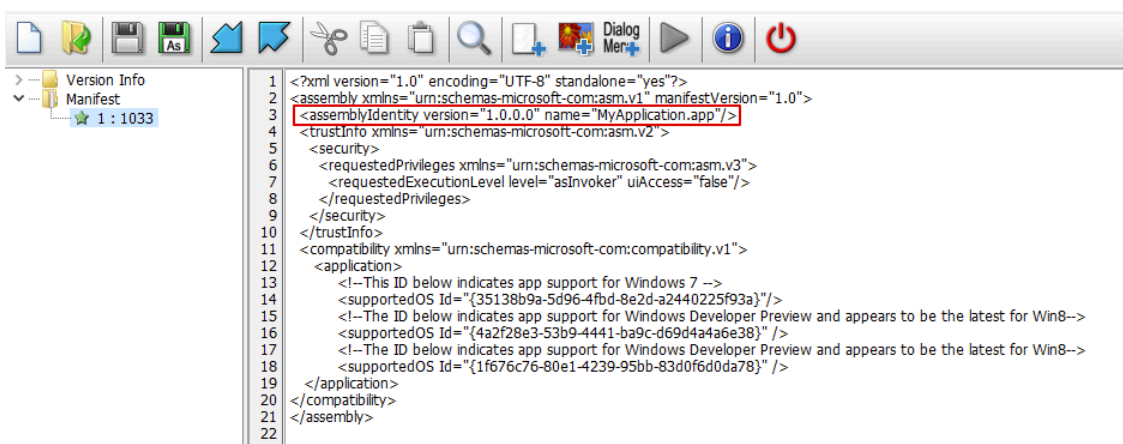 As
Dialog
Menu
Version Info
Manifest
1 : 1033
1 <?xml version="1.0" encoding="UTF-8" standalone="yes"?>
2 <assembly xmlns="urn:schemas-microsoft-com:asm.v1" manifestVersion="1.0">
3 <assemblyIdentity version="1.0.0.0" name="MyApplication.app"/>
4 <trustInfo xmlns="urn:schemas-microsoft-com:asm.v2">
5 <security>
6 <requestedPrivileges xmlns="urn:schemas-microsoft-com:asm.v3">
7 <requestedExecutionLevel level="asInvoker" uiAccess="false"/>
8 </requestedPrivileges>
9 </security>
10 </trustInfo>
11 <compatibility xmlns="urn:schemas-microsoft-com:compatibility.v1">
12 <application>
13 <!--This ID below indicates app support for Windows 7 -->
14 <supportedOS Id="{35138b9a-5d96-4fbd-8e2d-a2440225f93a}"/>
15 <!--The ID below indicates app support for Windows Developer Preview and appears to be the latest for Win8-->
16 <supportedOS Id="{4a2f28e3-53b9-4441-ba9c-d69d4a4a6e38}" />
17 <!--The ID below indicates app support for Windows Developer Preview and appears to be the latest for Win8-->
18 <supportedOS Id="{1f676c76-80e1-4239-95bb-83d0f6d0da78}" />
19 </application>
20 </compatibility>
21 </assembly>
22